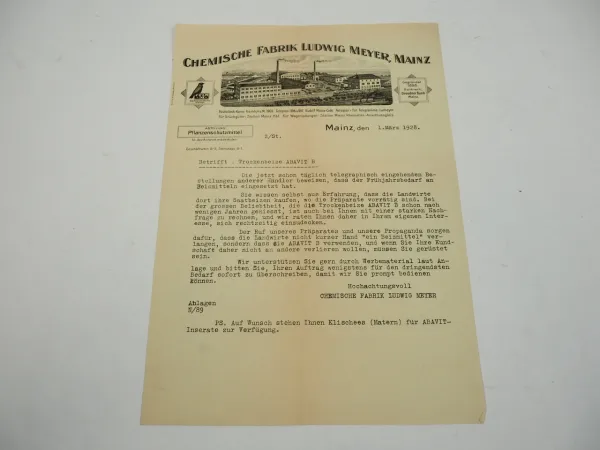 CHEMISCHE FABRIK LUDWIG MEYER, MAINZ
Mainz, den 1.März 1928.
Pflanzenschutzmittel
Z/St.
Betrifft: Trockenbeize ABAVIT B
Die jetzt schon täglich telegraphisch eingehenden Be-
stellungen anderer Händler beweisen, dass der Frühjahrsbedarf an
Beizmitteln eingesetzt hat.
Sie wissen selbst aus Erfahrung, dass die Landwirte
dort ihre Saatbeizen kaufen, wo die Präparate vorrätig sind. Bei
der grossen Beliebtheit, die die Trockenbeize ABAVIT B schon nach
wenigen Jahren geniesst, ist auch bei Ihnen mit einer starken Nach-
frage zu rechnen, und wir raten Ihnen daher in Ihrem eigenen Inter-
esse, sich rechtzeitig einzudecken.
Der Ruf unseres Präparates und unsere Propaganda sorgen
dafür, dass die Landwirte nicht kurzer Hand "ein Beizmittel" ver-
langen, sondern dass sie ABAVIT B verwenden, und wenn Sie Ihre Kund-
schaft daher nicht an andere verlieren wollen, müssen Sie gerüstet
sein.
Wir unterstützen Sie gern durch Werbematerial laut An-
lage und bitten Sie, Ihren Auftrag wenigstens für den dringendsten
Bedarf sofort zu überschreiben, damit wir Sie prompt bedienen
können.
Hochachtungsvoll
CHEMISCHE FABRIK LUDWIG MEYER
Anlagen
Z/89
PS. Auf Wunsch stehen Ihnen Klischees (Matern) für ABAVIT-
Inserate zur Verfügung.